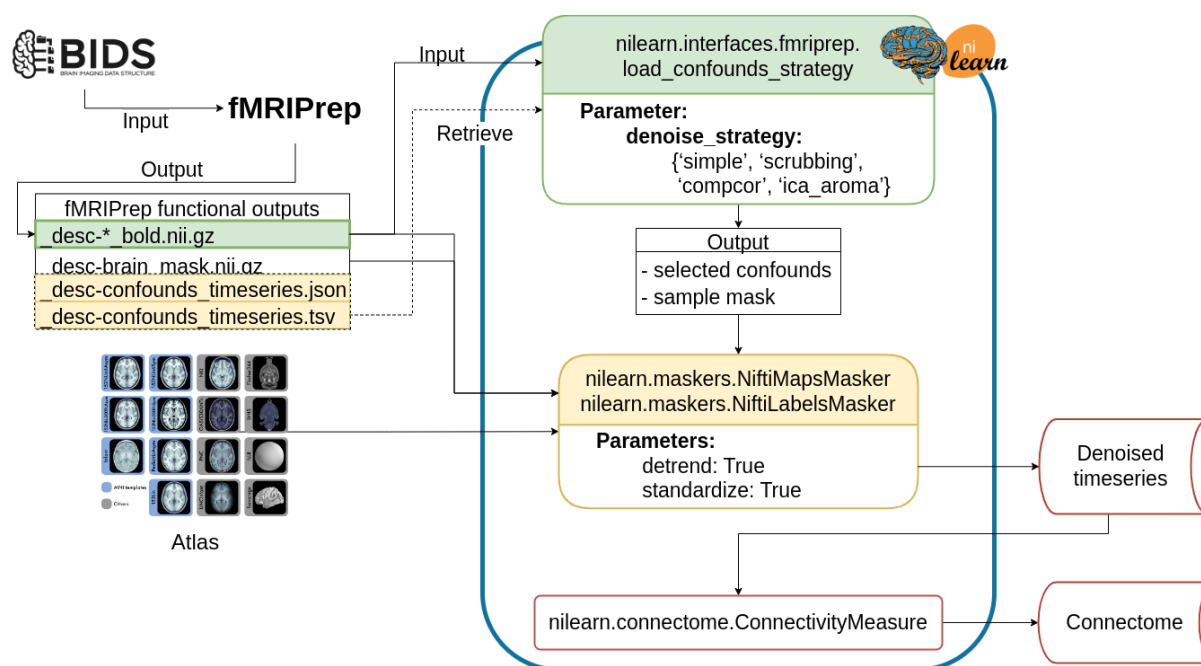 BIDS
BRAIN IMAGING DATA STRUCTURE
Input
fMRIPrep
Output
fMRIPrep functional outputs
_desc-*_bold.nii.gz
_desc-brain_mask.nii.gz
_desc-confounds_timeseries.json
_desc-confounds_timeseries.tsv
MNI templates
Others
Atlas
Input
Retrieve
nilearn.interfaces.fmriprep.
load_confounds_strategy
ni
learn
Parameter:
denoise_strategy:
{‘simple’, ‘scrubbing’,
‘compcor’, ‘ica_aroma’}
Output
- selected confounds
- sample mask
nilearn.maskers.NiftiMapsMasker
nilearn.maskers.NiftiLabelsMasker
Parameters:
detrend: True
standardize: True
Denoised
timeseries
nilearn.connectome.ConnectivityMeasure
Connectome